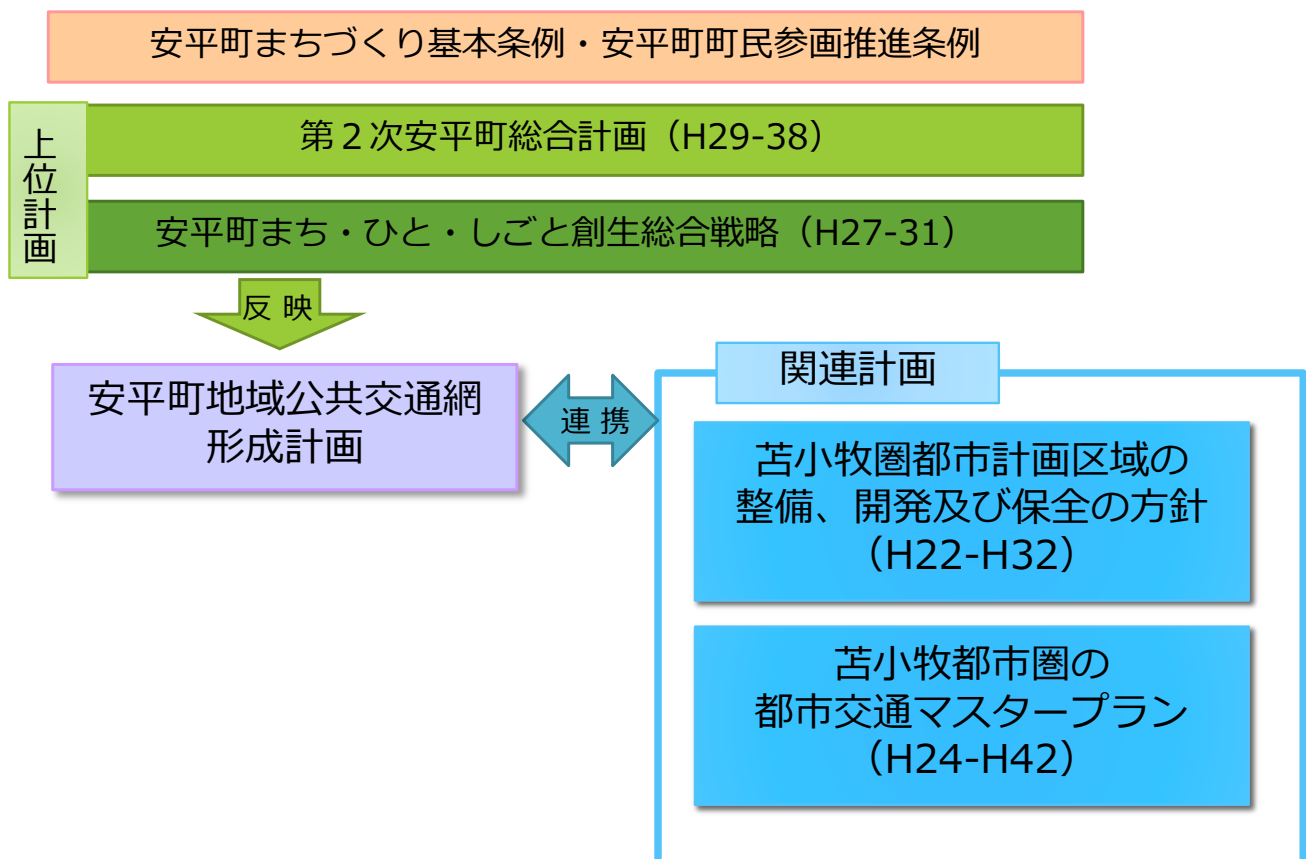 安平町まちづくり基本条例・安平町町民参画推進条例
上位計画
第２次安平町総合計画（H29-38）
安平町まち・ひと・しごと創生総合戦略（H27-31）
反 映
安平町地域公共交通網
形成計画
連 携
関連計画
苫小牧圏都市計画区域の
整備、開発及び保全の方針
（H22-H32）
苫小牧都市圏の
都市交通マスタープラン
（H24-H42）